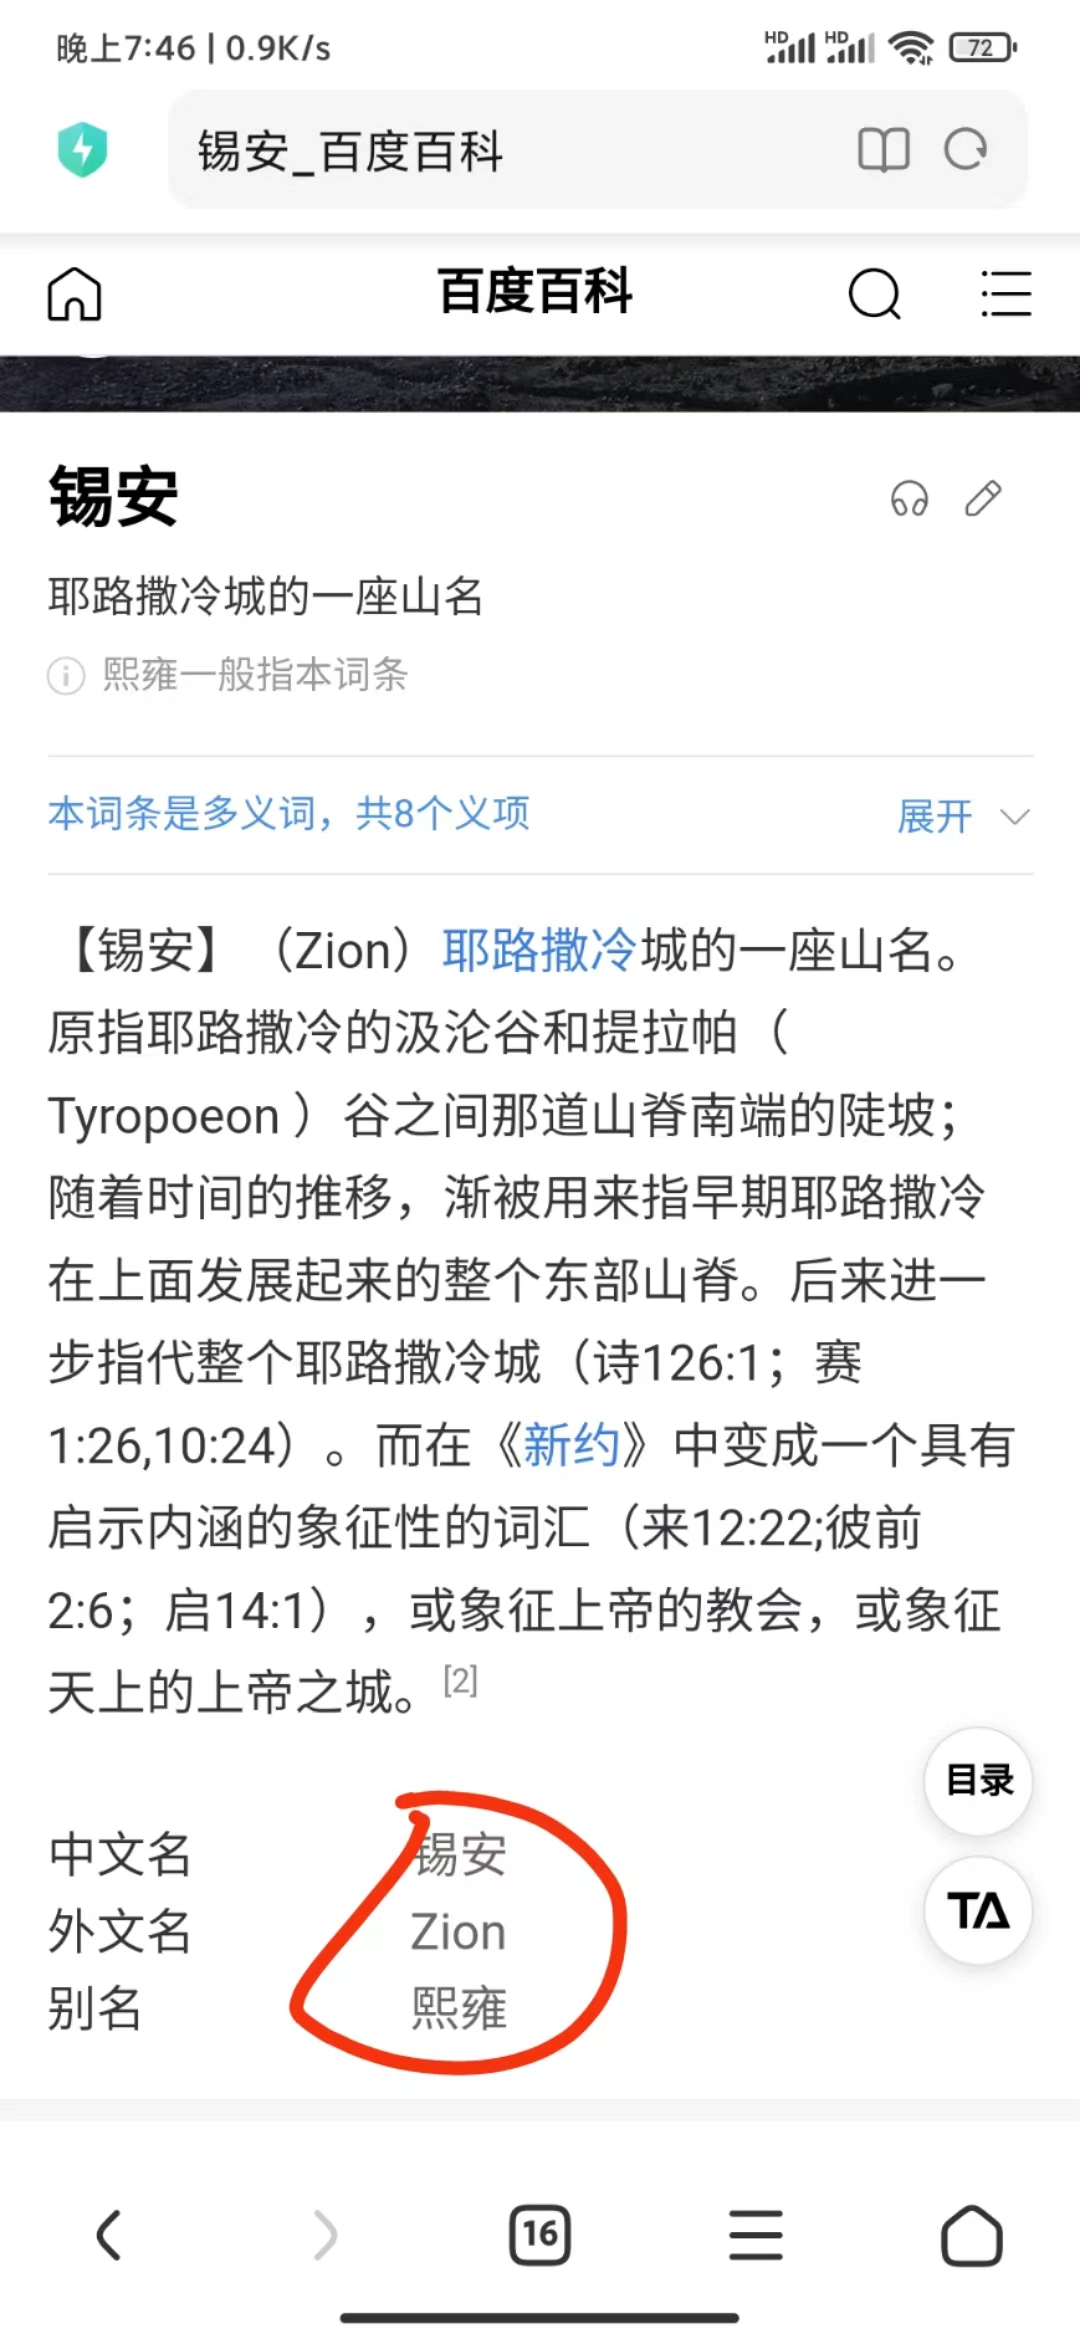 晚上7:46 | 0.9K/s
HD HD 72
锡安_百度百科
百度百科
锡安
耶路撒冷城的一座山名
熙雍一般指本词条
本词条是多义词，共8个义项 展开
【锡安】（Zion）耶路撒冷城的一座山名。
原指耶路撒冷的汲沦谷和提拉帕（
Tyropoeon ）谷之间那道山脊南端的陡坡；
随着时间的推移，渐被用来指早期耶路撒冷
在上面发展起来的整个东部山脊。后来进一
步指代整个耶路撒冷城（诗126:1；赛
1:26,10:24）。而在《新约》中变成一个具有
启示内涵的象征性的词汇（来12:22;彼前
2:6；启14:1），或象征上帝的教会，或象征
天上的上帝之城。[2]
目录
中文名 锡安
TA
外文名 Zion
别名 熙雍
16